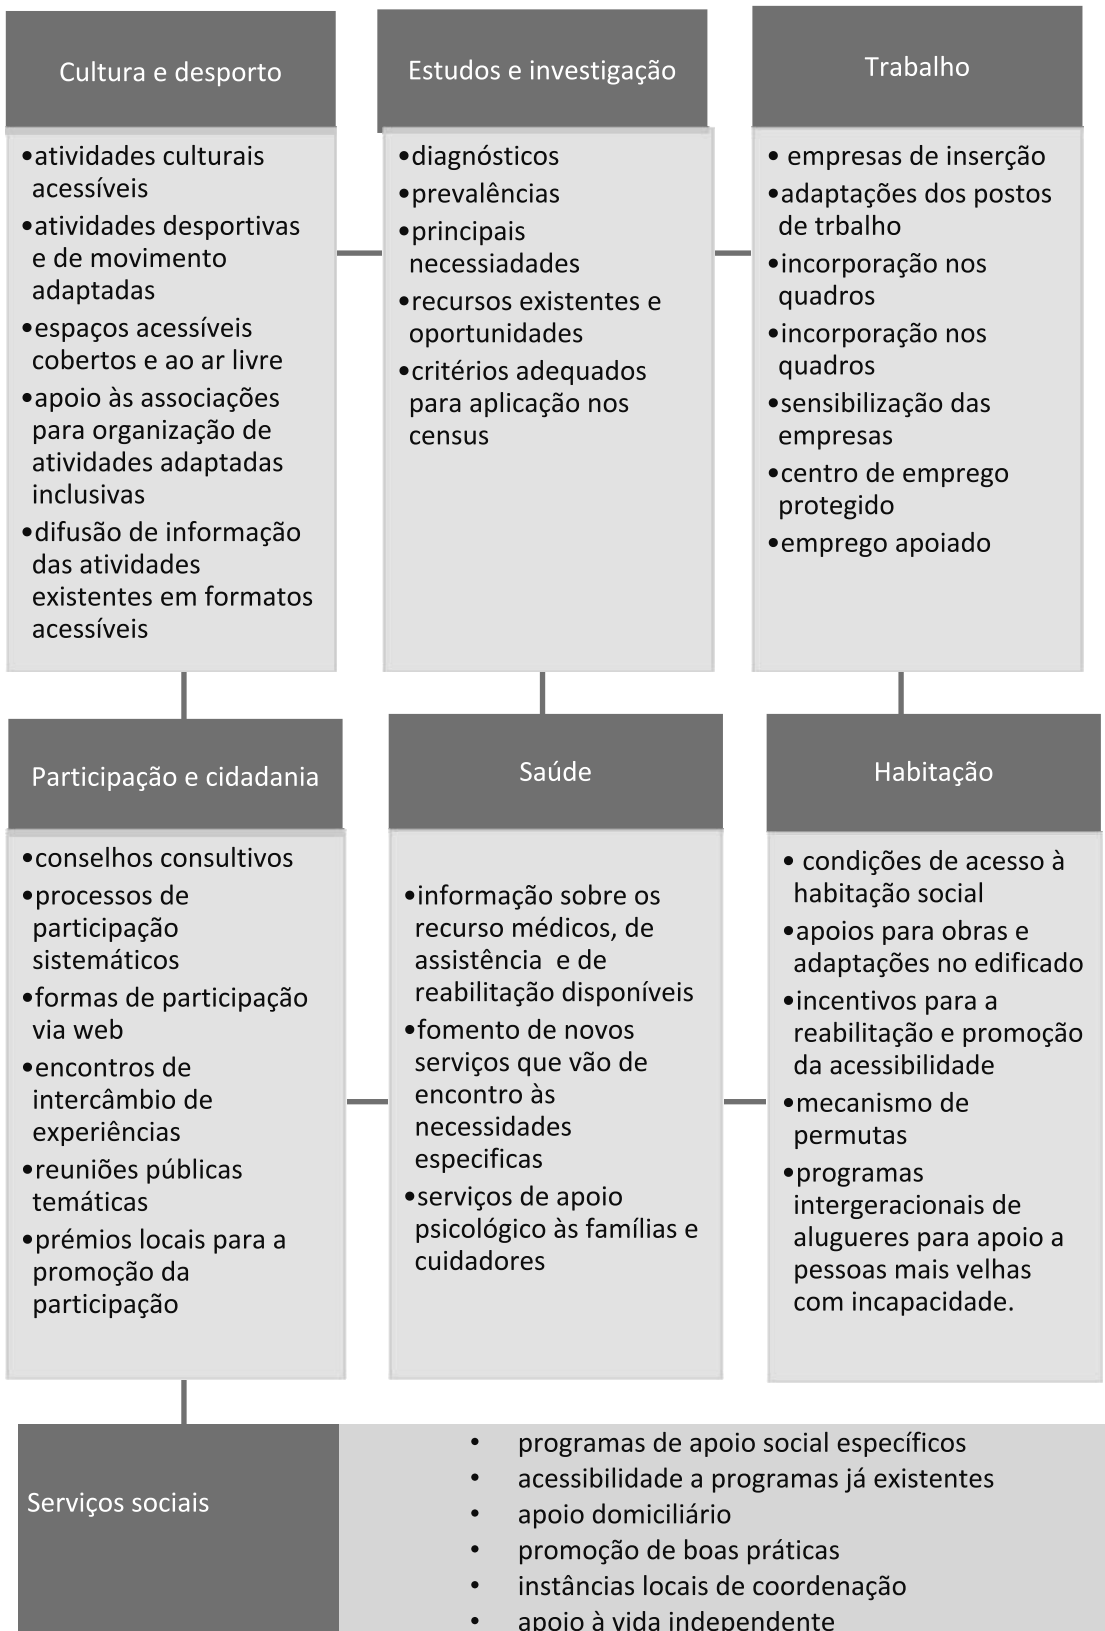 Cultura e desporto
•atividades culturais
acessíveis
•atividades desportivas
e de movimento
adaptadas
•espaços acessíveis
cobertos e ao ar livre
•apoio às associações
para organização de
atividades adaptadas
inclusivas
•difusão de informação
das atividades
existentes em formatos
acessíveis
Estudos e investigação
•diagnósticos
•prevalências
•principais
necessiadades
•recursos existentes e
oportunidades
•critérios adequados
para aplicação nos
census
Trabalho
• empresas de inserção
•adaptações dos postos
de trbalho
•incorporação nos
quadros
•incorporação nos
quadros
•sensibilização das
empresas
•centro de emprego
protegido
•emprego apoiado
Participação e cidadania
•conselhos consultivos
•processos de
participação
sistemáticos
•formas de participação
via web
•encontros de
intercâmbio de
experiências
•reuniões públicas
temáticas
•prémios locais para a
promoção da
participação
Saúde
•informação sobre os
recurso médicos, de
assistência e de
reabilitação disponíveis
•fomento de novos
serviços que vão de
encontro às
necessidades
especificas
•serviços de apoio
psicológico às famílias e
cuidadores
Habitação
• condições de acesso à
habitação social
•apoios para obras e
adaptações no edificado
•incentivos para a
reabilitação e promoção
da acessibilidade
•mecanismo de
permutas
•programas
intergeracionais de
alugueres para apoio a
pessoas mais velhas
com incapacidade.
Serviços sociais
• programas de apoio social específicos
• acessibilidade a programas já existentes
• apoio domiciliário
• promoção de boas práticas
• instâncias locais de coordenação
• apoio à vida independente